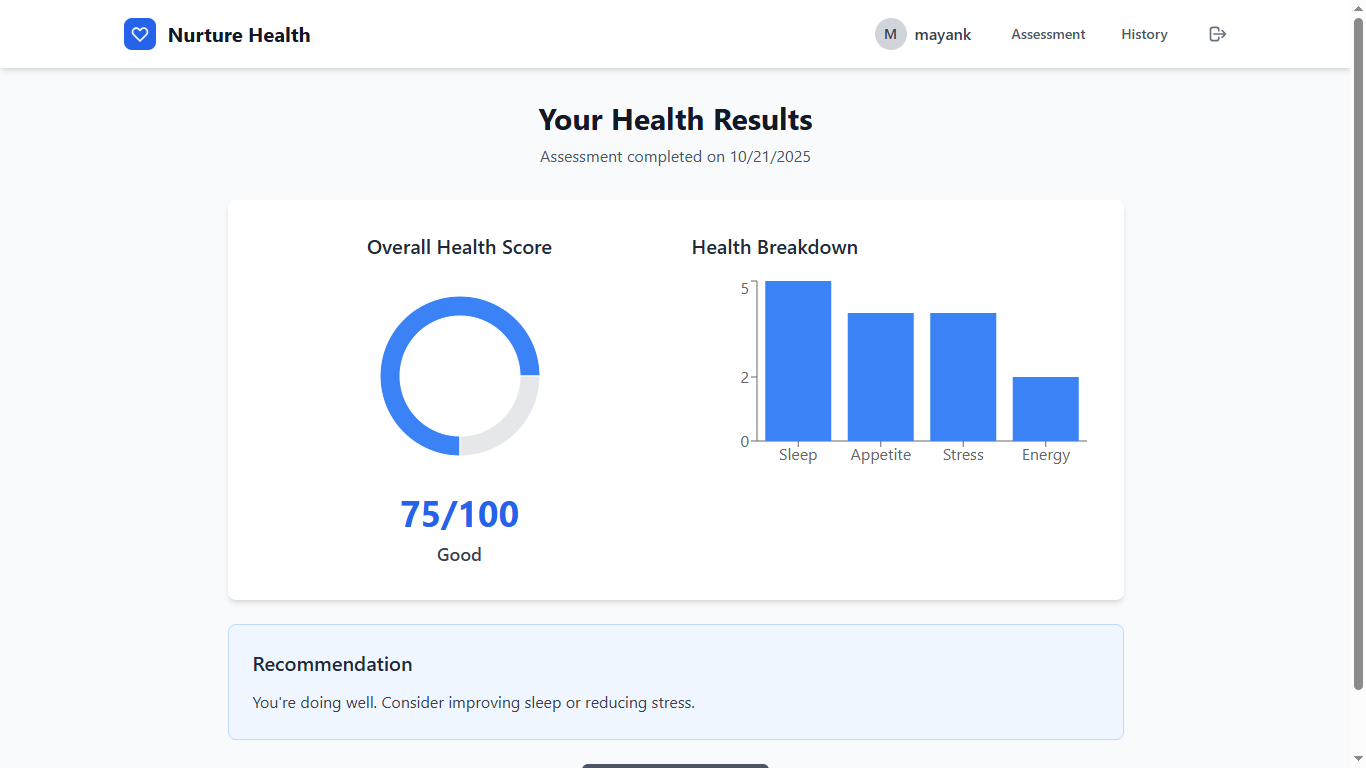 Nurture Health
M mayank Assessment History
Your Health Results
Assessment completed on 10/21/2025
Overall Health Score
75/100
Good
Health Breakdown
5
2
0
Sleep Appetite Stress Energy
Recommendation
You're doing well. Consider improving sleep or reducing stress.